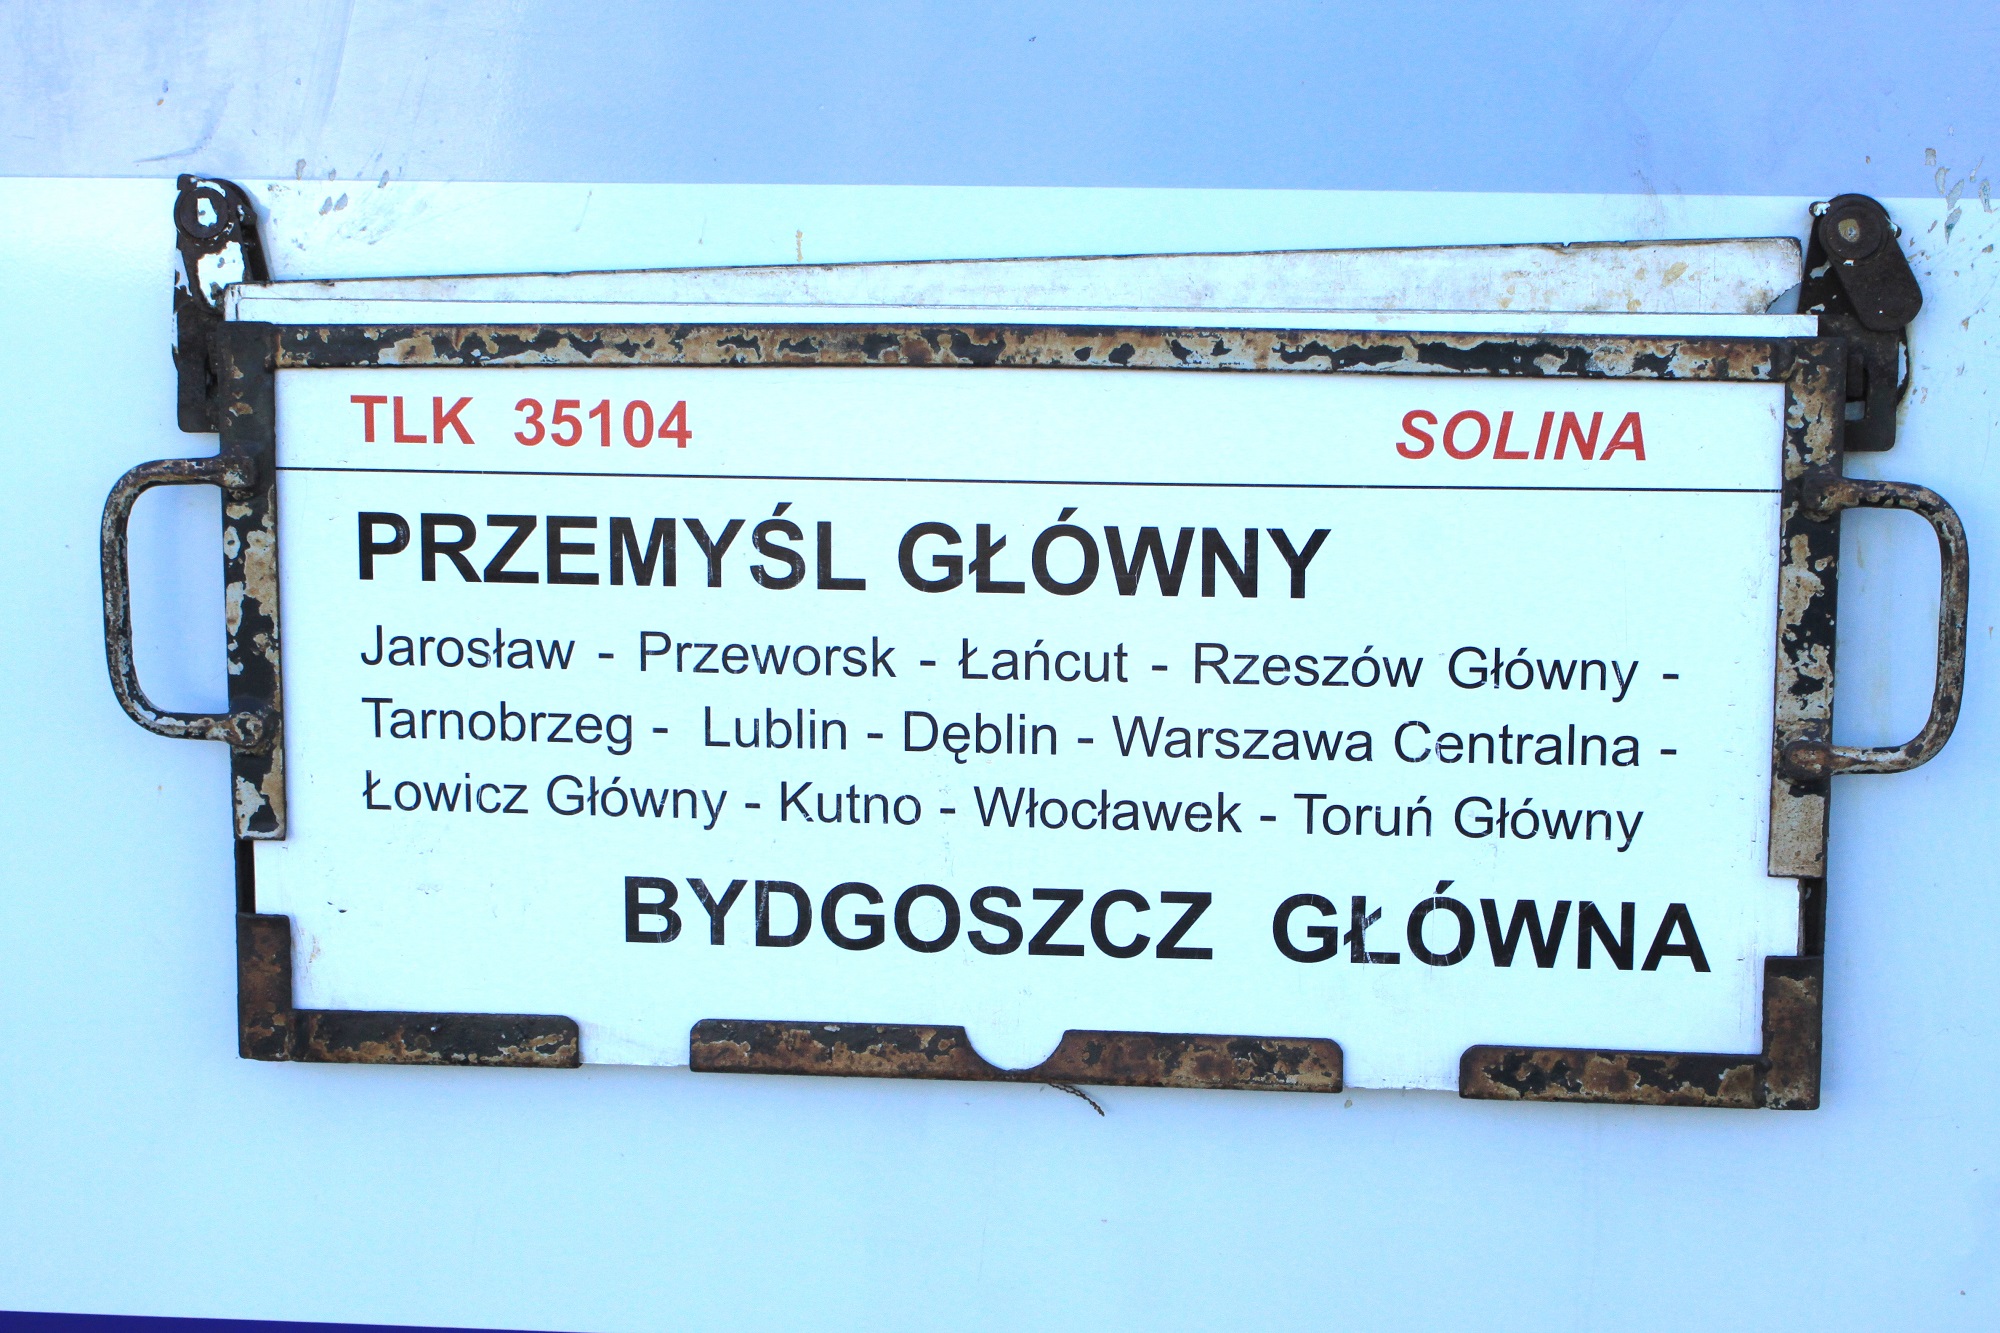 TLK 35104 SOLINA
PRZEMYŚL GŁÓWNY
Jarosław - Przeworsk - Łańcut - Rzeszów Główny -
Tarnobrzeg - Lublin - Dęblin - Warszawa Centralna -
Łowicz Główny - Kutno - Włocławek - Toruń Główny
BYDGOSZCZ GŁÓWNA